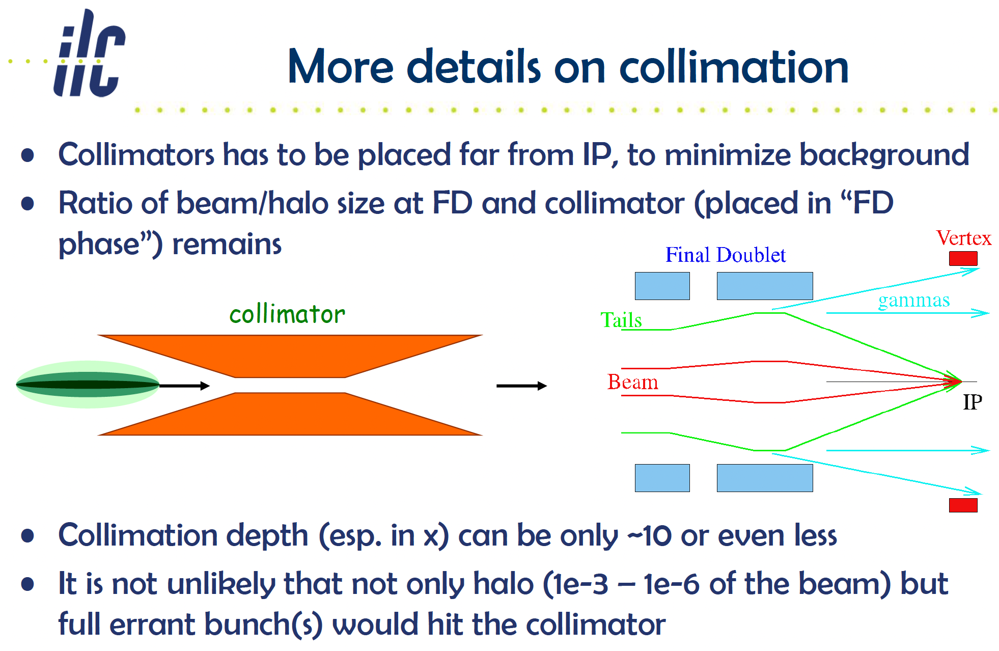 ilc
More details on collimation
• Collimators has to be placed far from IP, to minimize background
• Ratio of beam/halo size at FD and collimator (placed in “FD
phase”) remains
Vertex
Final Doublet
gammas
collimator
Tails
Beam
IP
• Collimation depth (esp. in x) can be only ~10 or even less
• It is not unlikely that not only halo (1e-3 – 1e-6 of the beam) but
full errant bunch(s) would hit the collimator